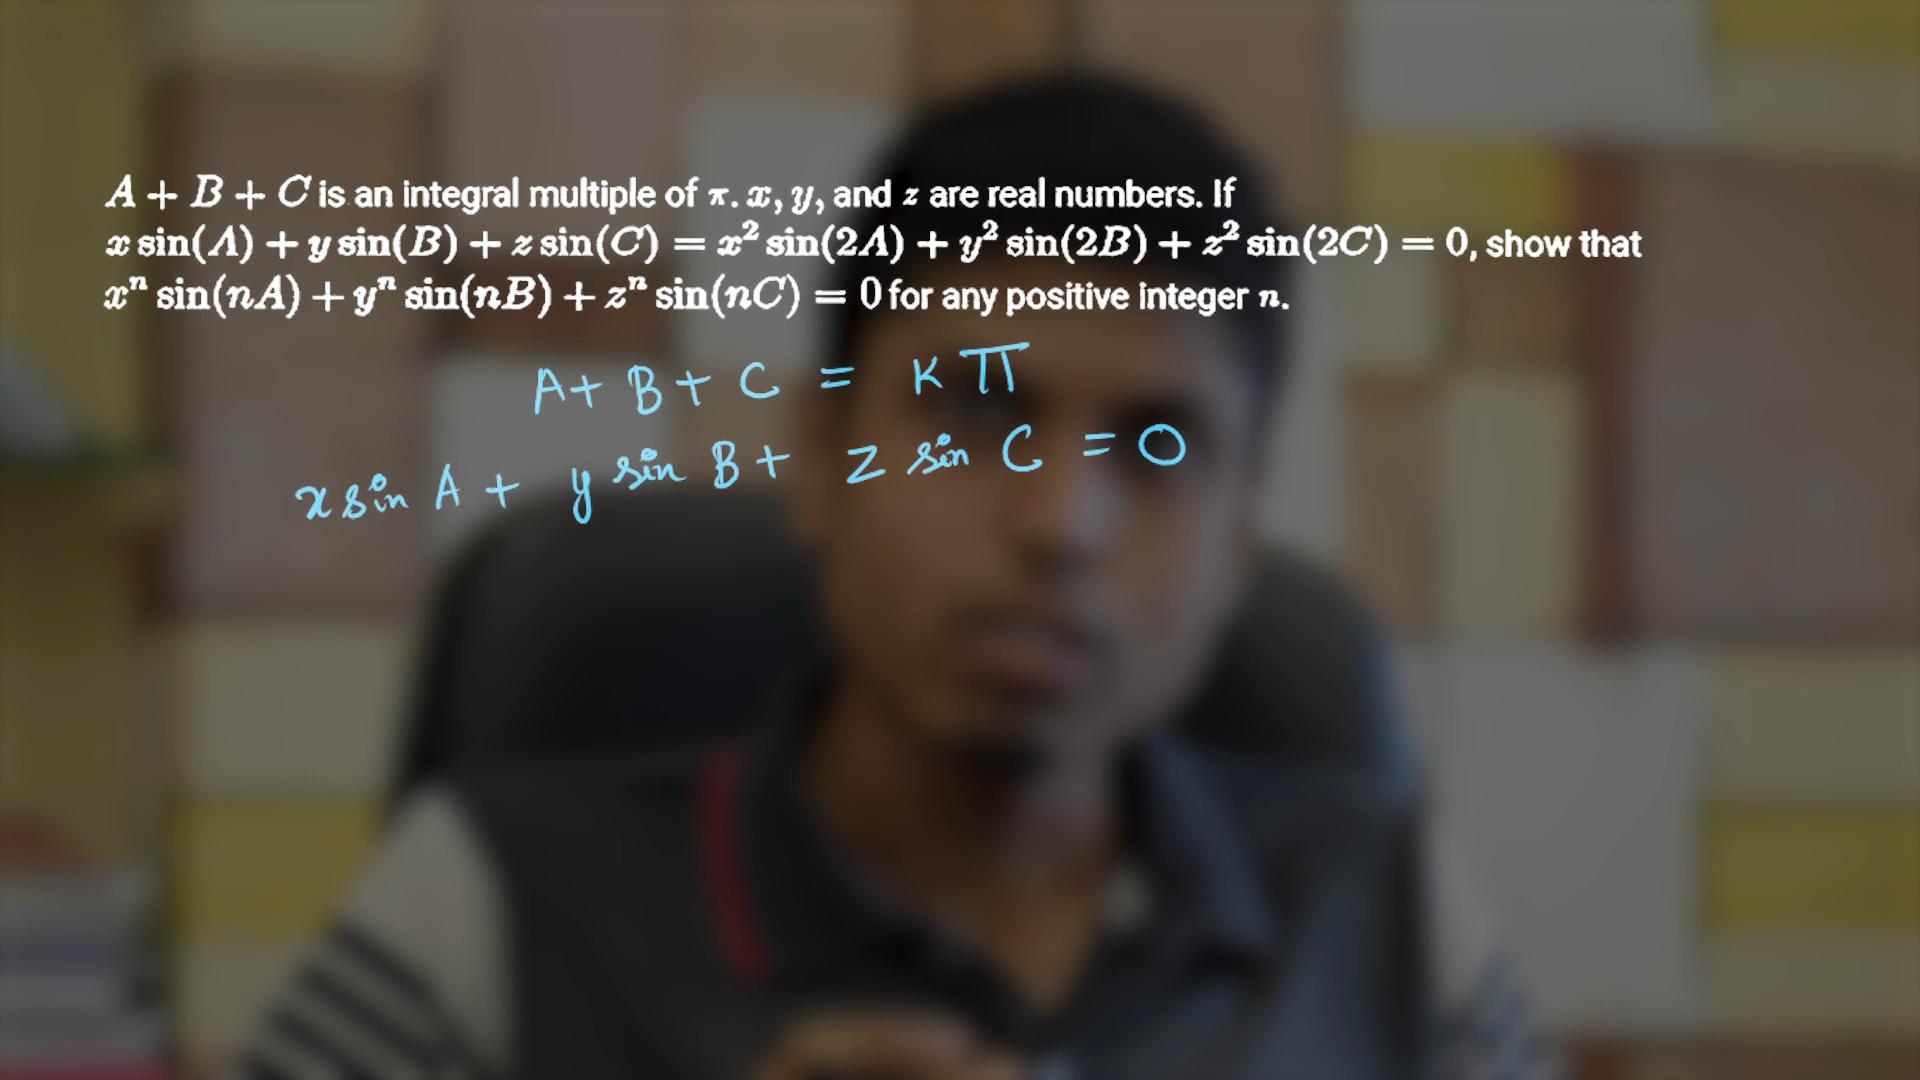 A + B + C is an integral multiple of π. x, y, and z are real numbers. If
x sin(A) + y sin(B) + z sin(C) = x² sin(2A) + y² sin(2B) + z² sin(2C) = 0, show that
xⁿ sin(nA) + yⁿ sin(nB) + zⁿ sin(nC) = 0 for any positive integer n.
A + B + C = K π
x sin A + y sin B + z sin C = 0